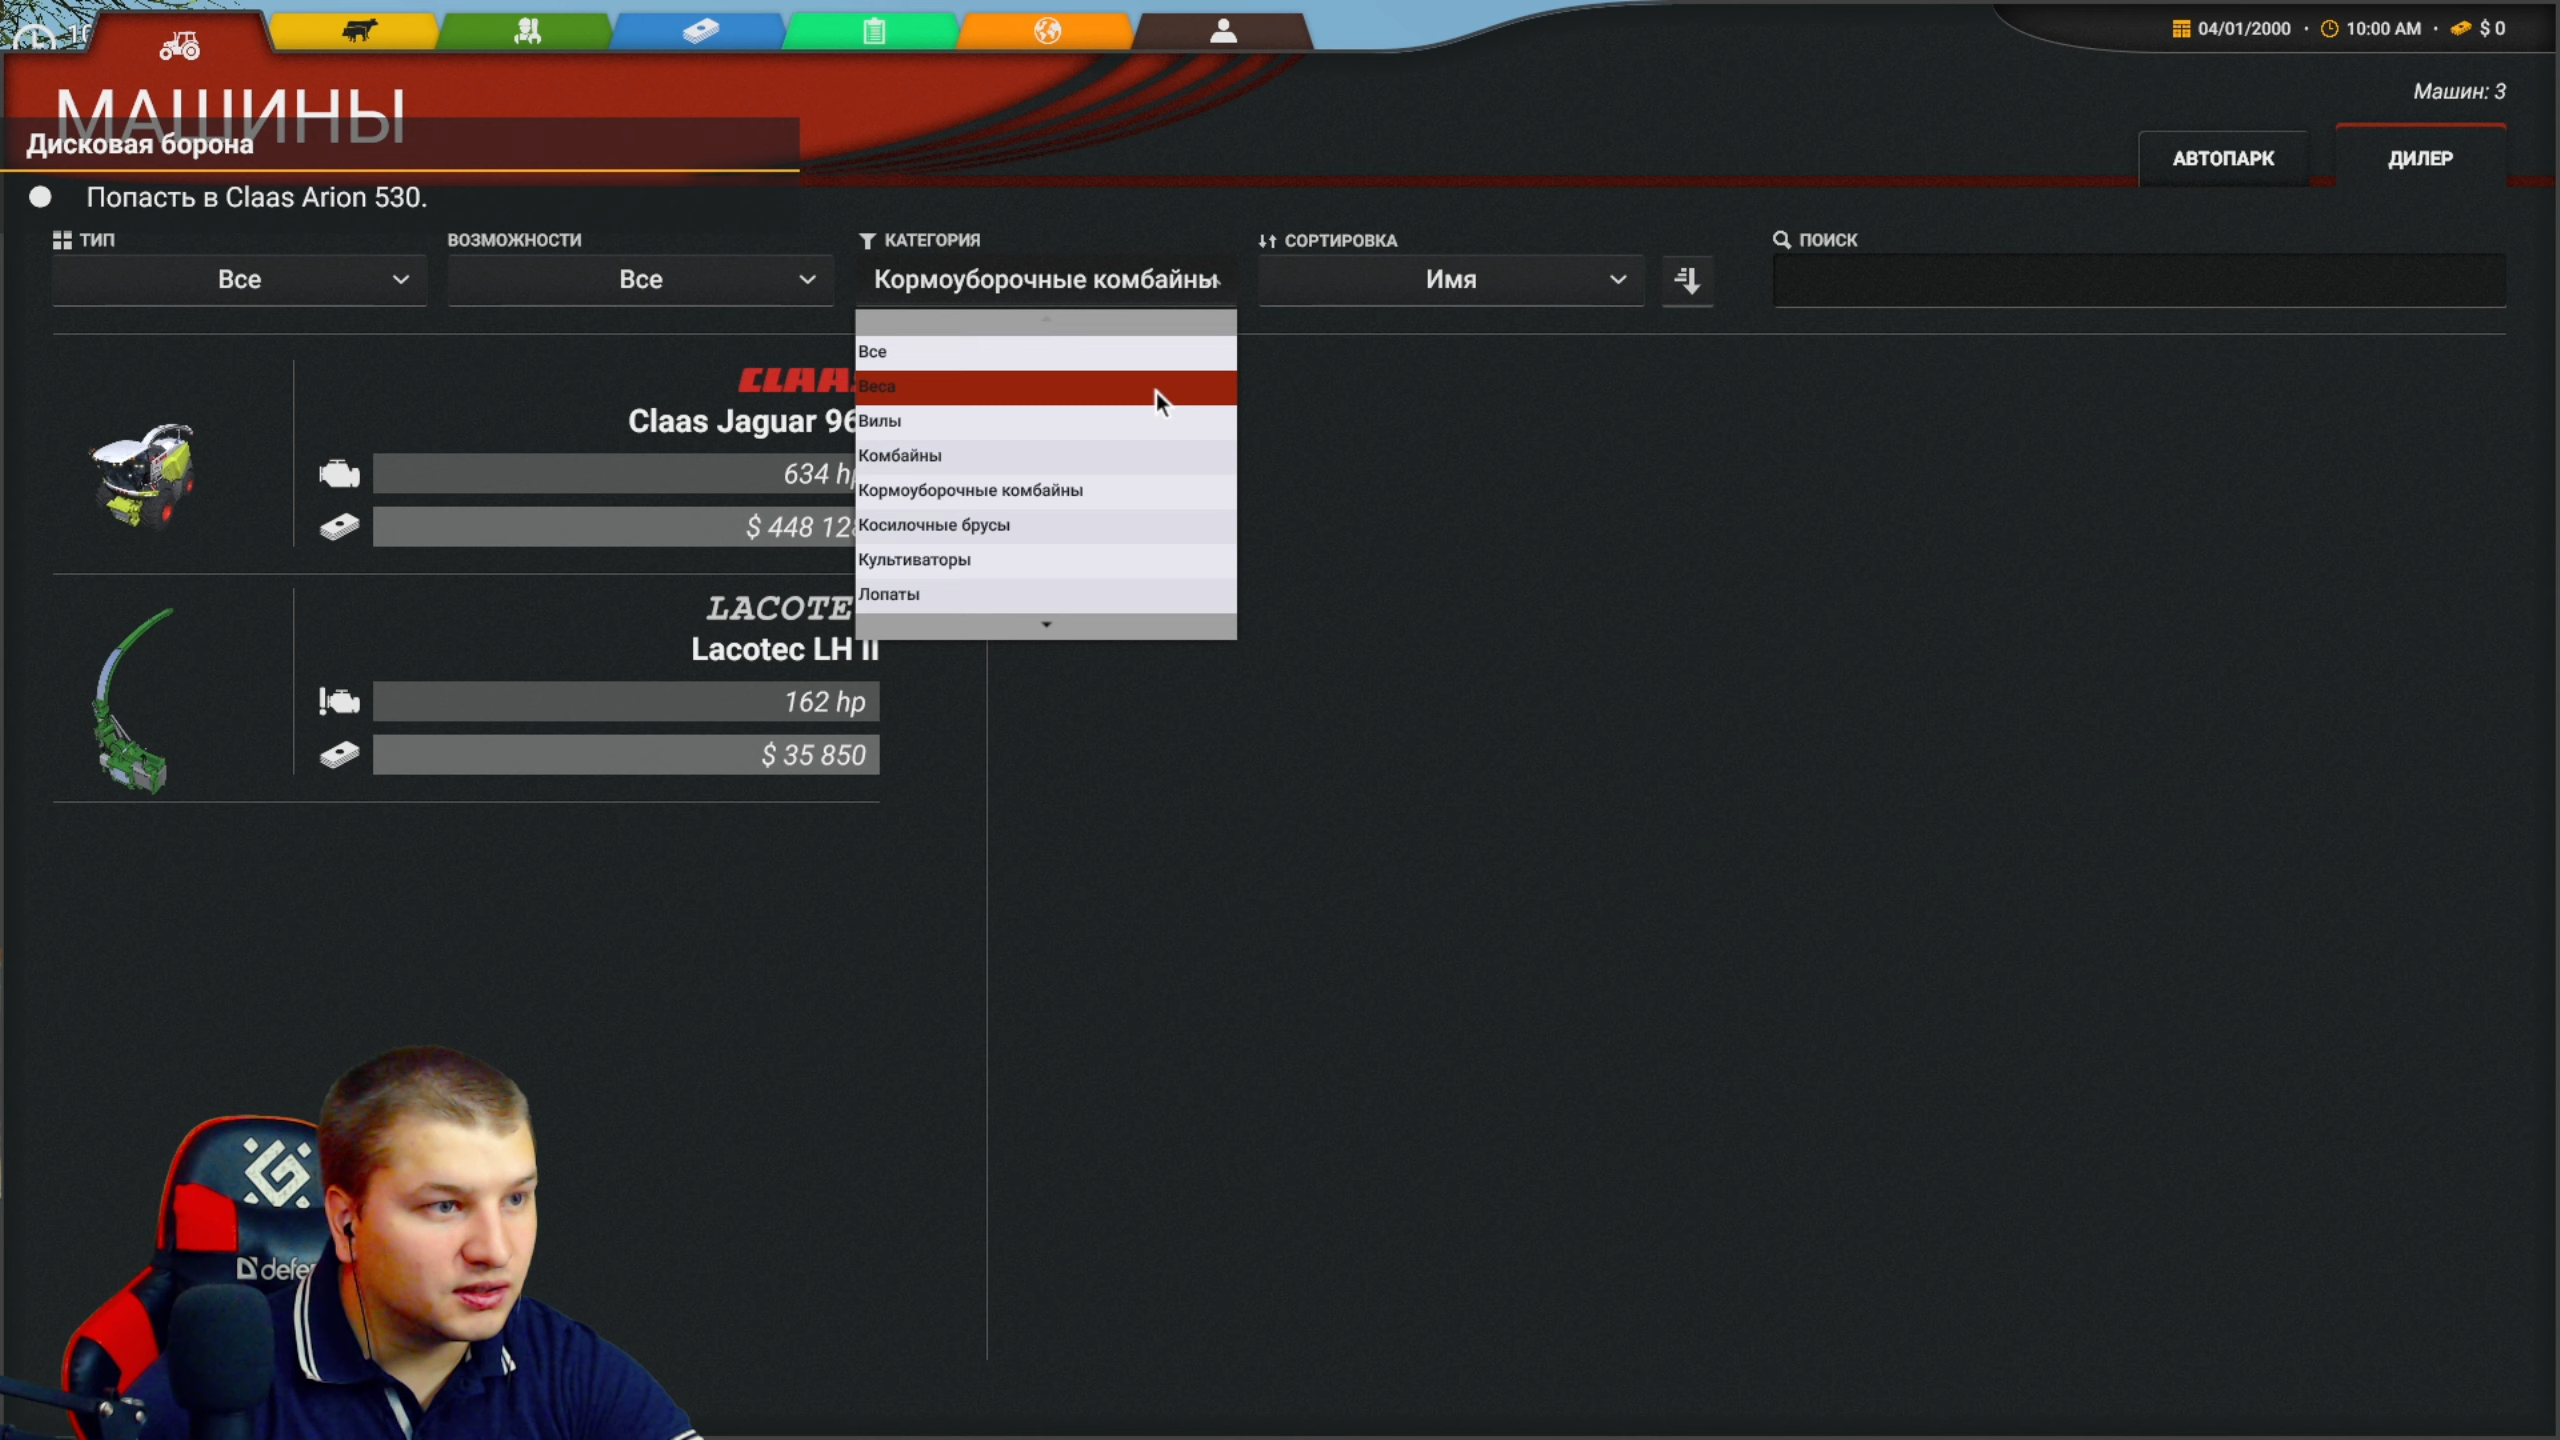 04/01/2000 · 10:00 AM · $ 0
МАШИНЫ
Машин: 3
Дисковая борона
АВТОПАРК
ДИЛЕР
Попасть в Claas Arion 530.
ТИП
ВОЗМОЖНОСТИ
КАТЕГОРИЯ
СОРТИРОВКА
ПОИСК
Все
Все
Кормоуборочные комбайны
Имя
Все
Веса
Вилы
Комбайны
Кормоуборочные комбайны
Косилочные брусы
Культиваторы
Лопаты
CLAAS
Claas Jaguar 96
634 hp
$ 448 12
LACOTE
Lacotec LH II
162 hp
$ 35 850
defe